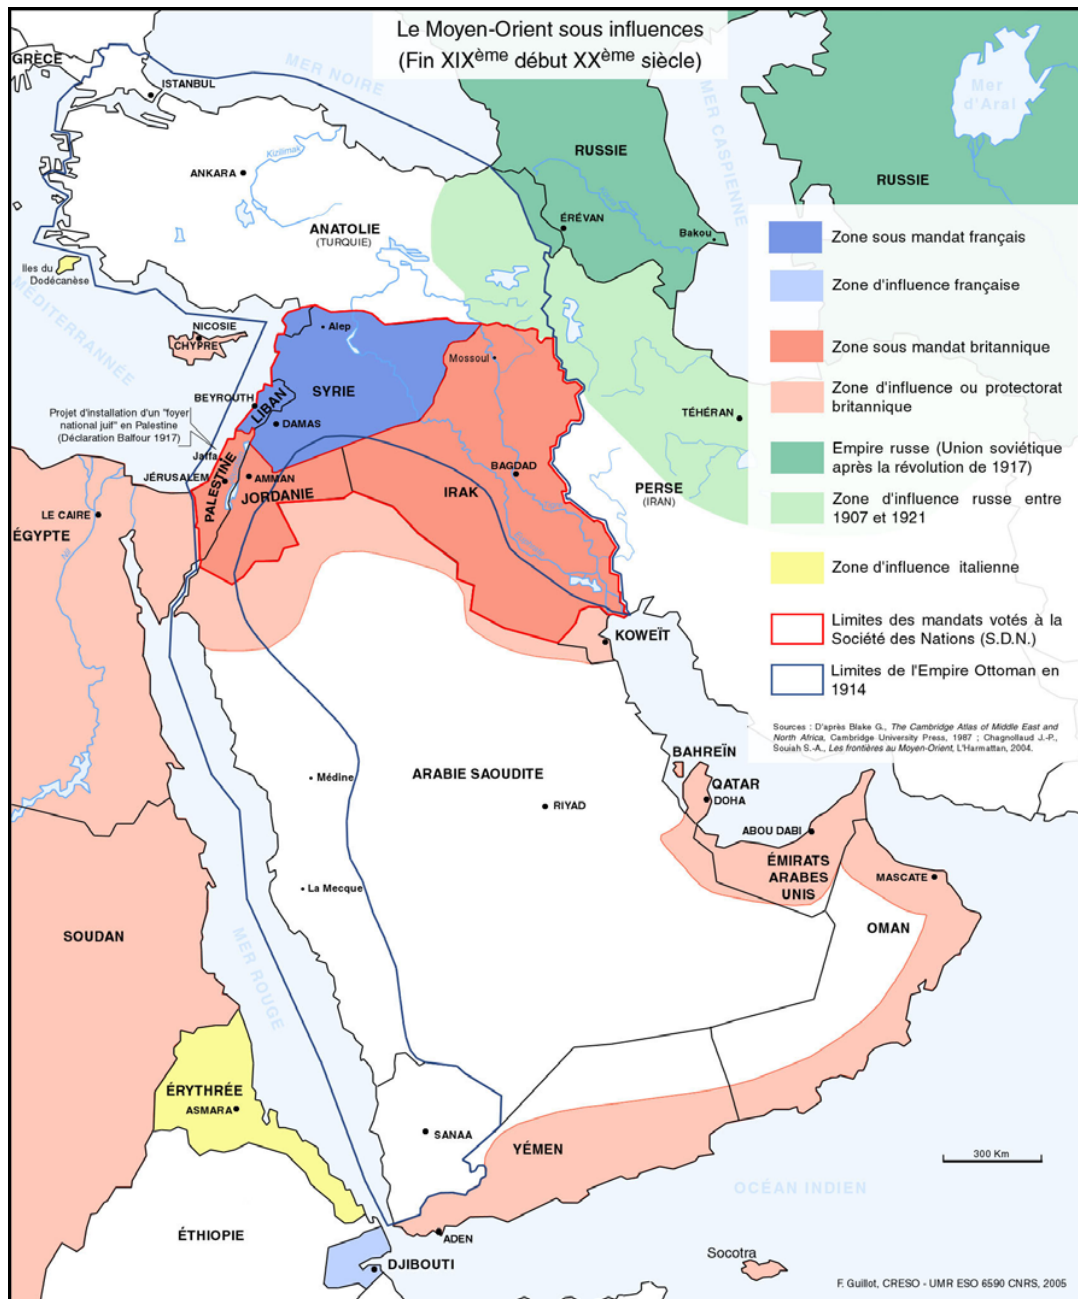 Le Moyen-Orient sous influences
(Fin XIXème début XXème siècle)
GRÈCE
ISTANBUL
MER NOIRE
MER CASPIENNE
Mer
d'Aral
RUSSIE
RUSSIE
Kizilimak
ANKARA
ANATOLIE
(TURQUIE)
ÉRÉVAN
Bakou
Iles du
Dodécanèse
MÉDITERRANNÉE
NICOSIE
CHYPRE
Alep
Mossoul
SYRIE
BEYROUTH
LIBAN
DAMAS
TÉHÉRAN
Projet d'installation d'un "foyer
national juif" en Palestine
(Déclaration Balfour 1917)
Jaffa
JÉRUSALEM
PALESTINE
AMMAN
JORDANIE
BAGDAD
IRAK
PERSE
(IRAN)
LE CAIRE
ÉGYPTE
Nil
KOWEÏT
BAHREÏN
QATAR
DOHA
Médine
ARABIE SAOUDITE
RIYAD
ABOU DABI
ÉMIRATS
ARABES
UNIS
MASCATE
La Mecque
OMAN
SOUDAN
MER ROUGE
ÉRYTHRÉE
ASMARA
SANAA
YÉMEN
300 Km
OCÉAN INDIEN
ÉTHIOPIE
ADEN
DJIBOUTI
Socotra
Zone sous mandat français
Zone d'influence française
Zone sous mandat britannique
Zone d'influence ou protectorat
britannique
Empire russe (Union soviétique
après la révolution de 1917)
Zone d'influence russe entre
1907 et 1921
Zone d'influence italienne
Limites des mandats votés à la
Société des Nations (S.D.N.)
Limites de l'Empire Ottoman en
1914
Sources : D'après Blake G., The Cambridge Atlas of Middle East and
North Africa, Cambridge University Press, 1987 ; Chagnollaud J.-P.,
Souiah S.-A., Les frontières au Moyen-Orient, L'Harmattan, 2004.
F. Guillot, CRESO - UMR ESO 6590 CNRS, 2005